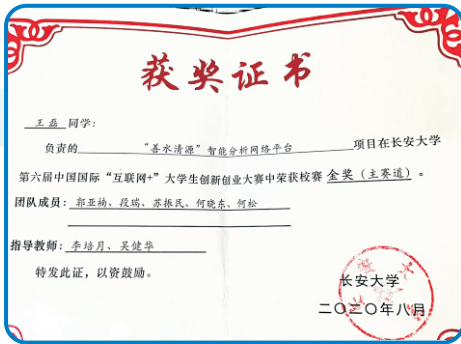 获奖证书
王磊 同学：
负责的 “善水清源”智能分析网络平台 项目在长安大学
第六届中国国际“互联网+”大学生创新创业大赛中荣获校赛 金奖（主赛道）。
团队成员：郭亚楠、段瑞、苏振民、何晓东、何松
指导教师：李培月、吴健华
特发此证，以资鼓励。
长安大学
二〇二〇年八月